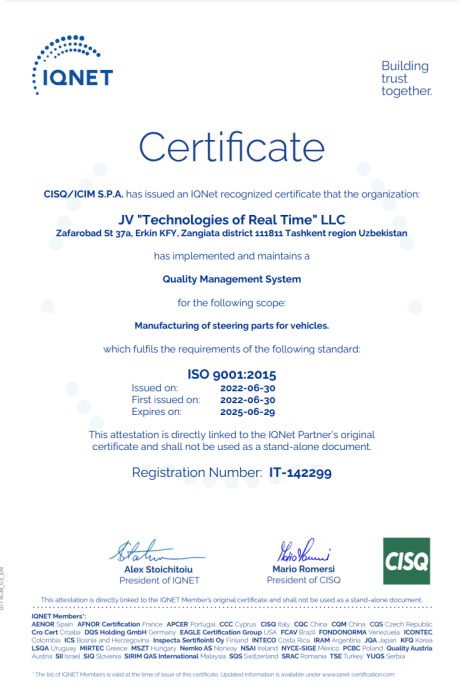 IQNET
Building
trust
together.
Certificate
CISQ/ICIM S.P.A. has issued an IQNet recognized certificate that the organization:
JV "Technologies of Real Time" LLC
Zafarobad St 37a, Erkin KFY, Zangiata district 111811 Tashkent region Uzbekistan
has implemented and maintains a
Quality Management System
for the following scope:
Manufacturing of steering parts for vehicles.
which fulfils the requirements of the following standard:
ISO 9001:2015
Issued on: 2022-06-30
First issued on: 2022-06-30
Expires on: 2025-06-29
This attestation is directly linked to the IQNet Partner's original
certificate and shall not be used as a stand-alone document.
Registration Number: IT-142299
Alex Stoichitoiu
President of IQNET
Mario Romersi
President of CISQ
CISQ
This attestation is directly linked to the IQNET Member's original certificate and shall not be used as a stand-alone document
IQNET Members*:
AENOR Spain AFNOR Certification France APCER Portugal CCC Cyprus CISQ Italy CQC China CQM China CQS Czech Republic
Cro Cert Croatia DQS Holding GmbH Germany EAGLE Certification Group USA FCAV Brazil FONDONORMA Venezuela ICONTEC
Colombia ICS Bosnia and Herzegovina Inspecta Sertifiointi Oy Finland INTECO Costa Rica IRAM Argentina JQA Japan KFQ Korea
LSQA Uruguay MIRTEC Greece MSZT Hungary Nemko AS Norway NSAI Ireland NYCE-SIGE Mexico PCBC Poland Quality Austria
Austria SII Israel SIQ Slovenia SIRIM QAS International Malaysia SQS Switzerland SRAC Romania TSE Turkey YUQS Serbia
* The list of IQNET Members is valid at the time of issue of this certificate. Updated information is available under www.iqnet-certification.com